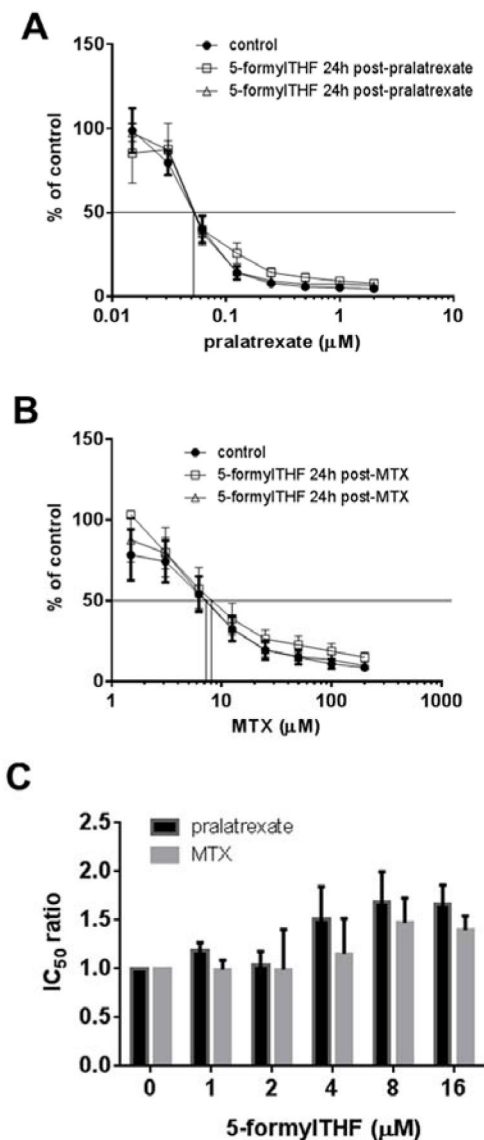 A
control
5-formylTHF 24h post-pralatrexate
5-formylTHF 24h post-pralatrexate
% of control
150
100
50
0
0.01 0.1 1 10
pralatrexate (μM)
B
control
5-formylTHF 24h post-MTX
5-formylTHF 24h post-MTX
% of control
150
100
50
0
1 10 100 1000
MTX (μM)
C
pralatrexate
MTX
IC50 ratio
2.5
2.0
1.5
1.0
0.5
0.0
0 1 2 4 8 16
5-formylTHF (μM)